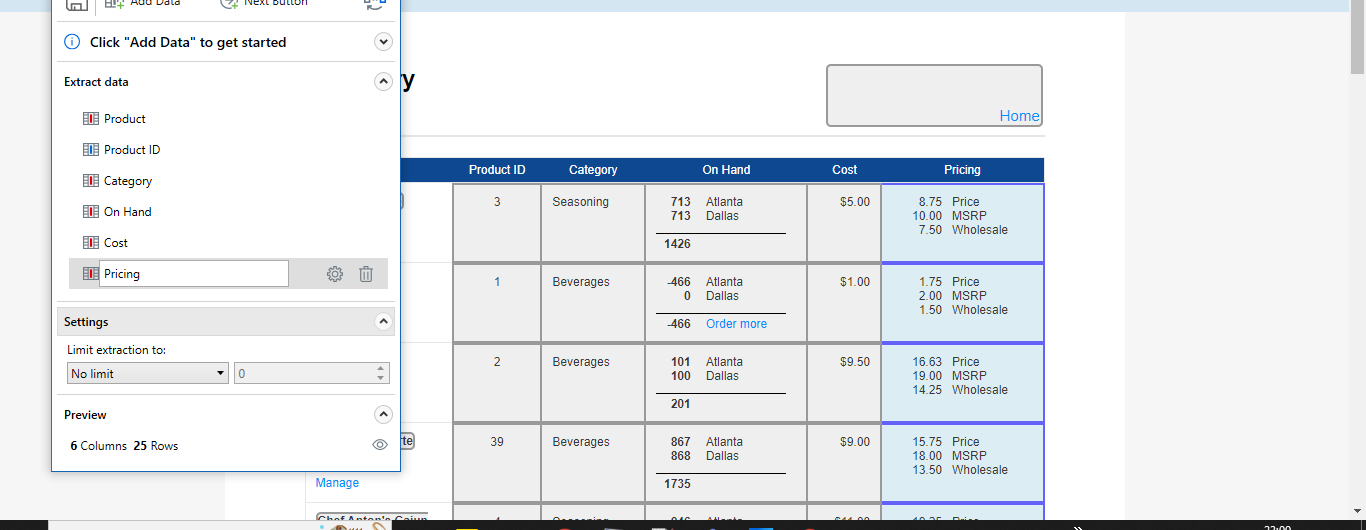 Add Data Next Button
Click "Add Data" to get started
Extract data
Product
Product ID
Category
On Hand
Cost
Pricing
Settings
Limit extraction to:
No limit 0
Preview
6 Columns 25 Rows
ry
Home
Product ID Category On Hand Cost Pricing
3 Seasoning 713 Atlanta $5.00 8.75 Price
713 Dallas 10.00 MSRP
7.50 Wholesale
1426
1 Beverages -466 Atlanta $1.00 1.75 Price
0 Dallas 2.00 MSRP
1.50 Wholesale
-466 Order more
2 Beverages 101 Atlanta $9.50 16.63 Price
100 Dallas 19.00 MSRP
14.25 Wholesale
201
te 39 Beverages 867 Atlanta $9.00 15.75 Price
868 Dallas 18.00 MSRP
13.50 Wholesale
1735
Manage
Chef Anton's Cajun Seasoning Atlanta Price